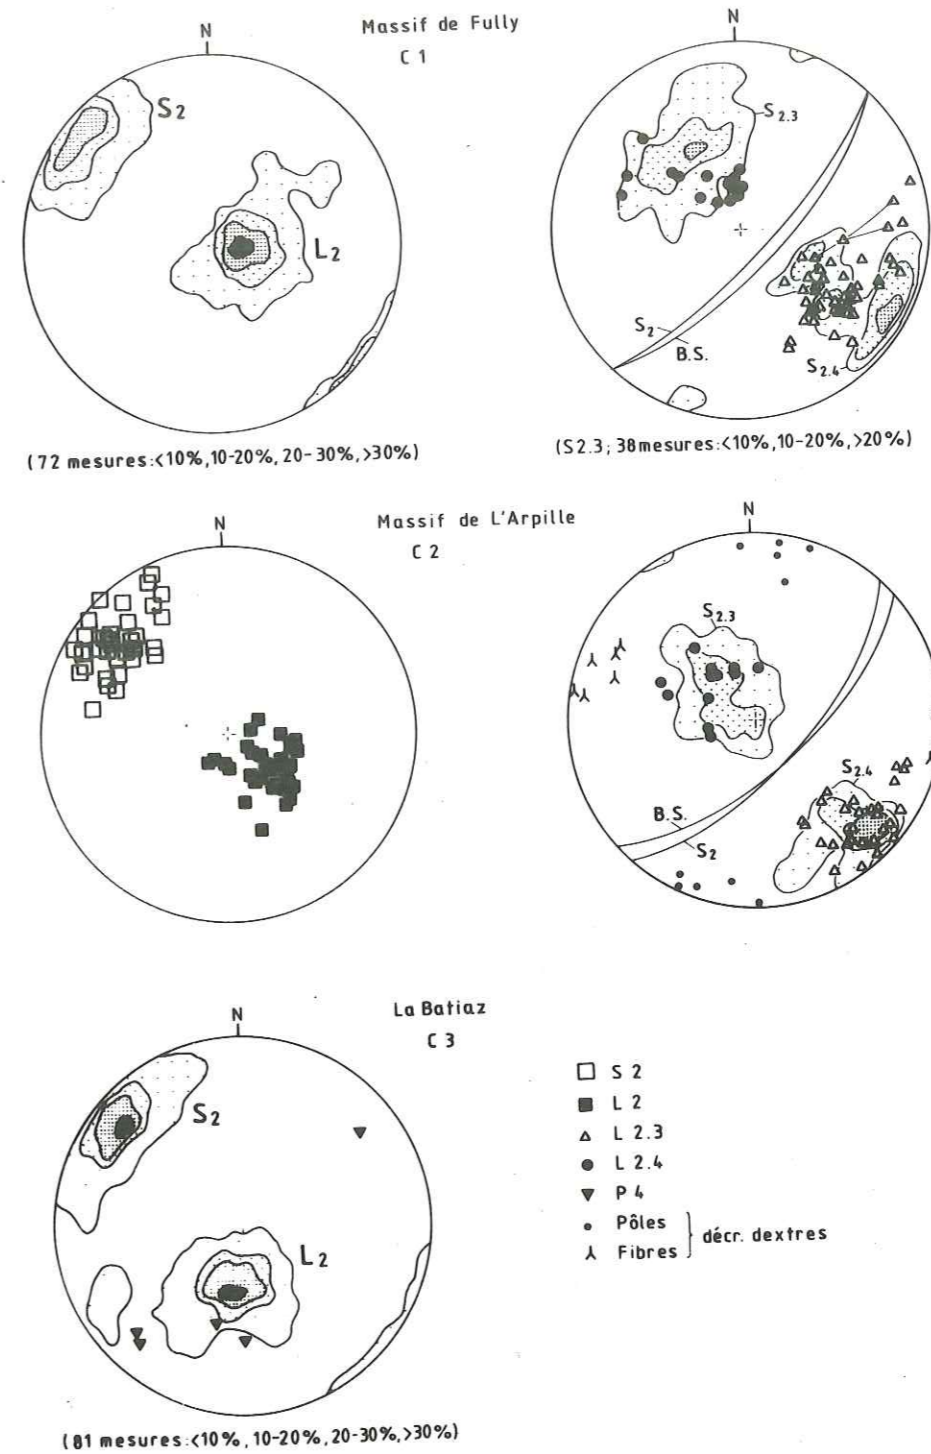 Massif de Fully
C 1
N
S2
L2
(72 mesures:<10%,10-20%, 20-30%,>30%)
N
S2.3
S2
B.S.
S2.4
(S2.3; 38mesures:<10%,10-20%,>20%)
Massif de L'Arpille
C 2
N
N
S2.3
S2.4
B.S.
S2
La Batiaz
C 3
N
S2
L2
(81 mesures:<10%, 10-20%, 20-30%,>30%)
S 2
L 2
L 2.3
L 2.4
P 4
Pôles
Fibres
décr. dextres